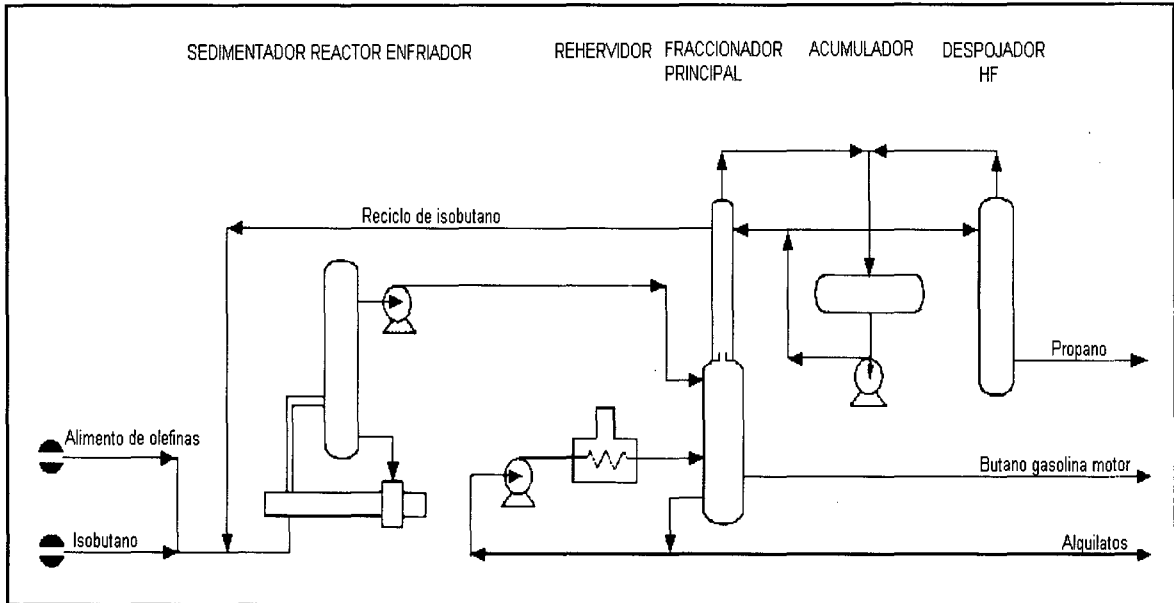 SEDIMENTADOR REACTOR ENFRIADOR
REHERVIDOR
FRACCIONADOR
PRINCIPAL
ACUMULADOR
DESPOJADOR
HF
Reciclo de isobutano
Propano
Alimento de olefinas
Butano gasolina motor
Isobutano
Alquilatos